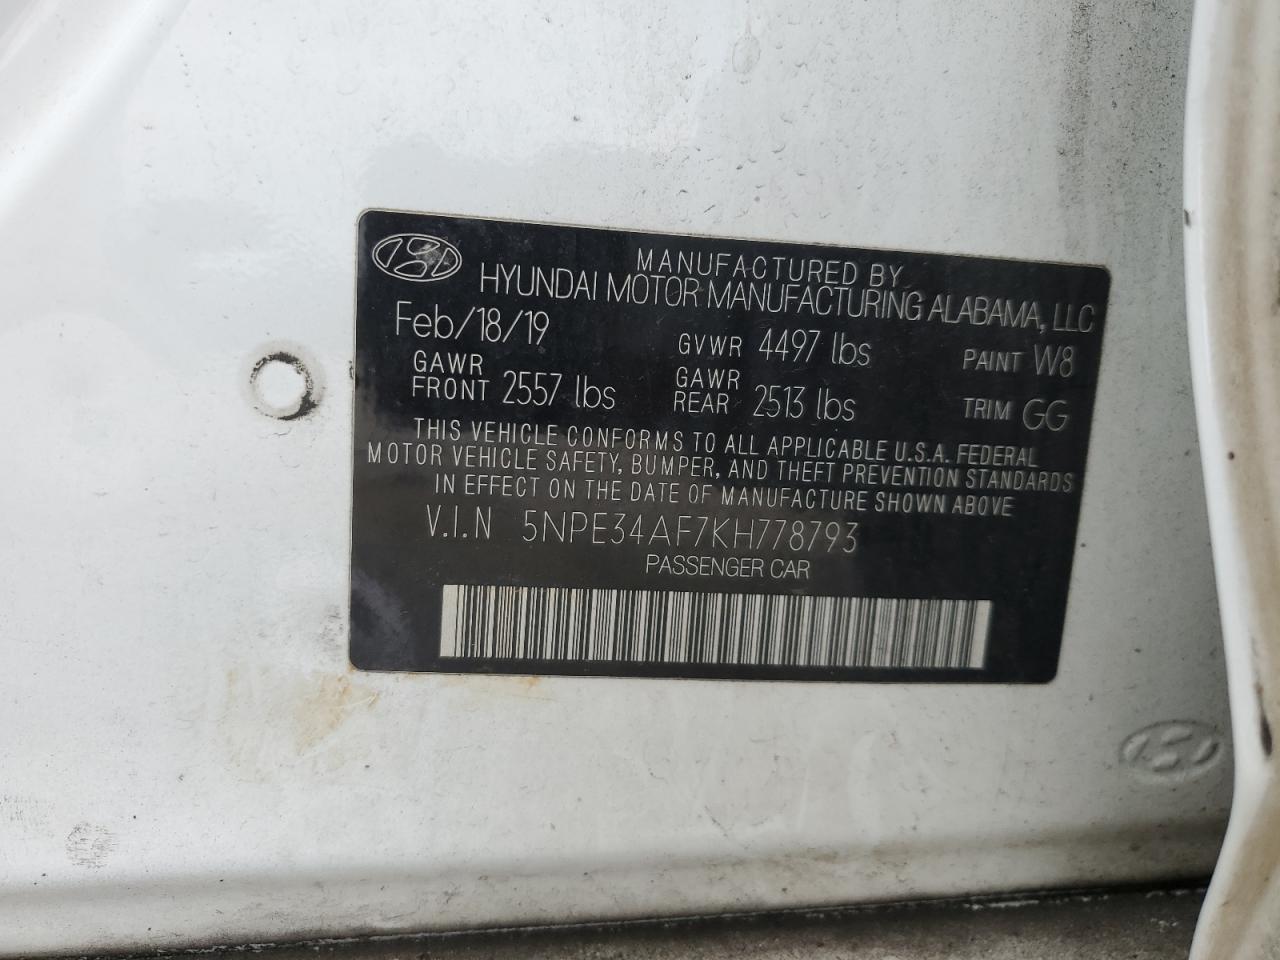 MANUFACTURED BY
HYUNDAI MOTOR MANUFACTURING ALABAMA, LLC
Feb/18/19 GVWR 4497 lbs PAINT W8
GAWR FRONT 2557 lbs GAWR REAR 2513 lbs TRIM GG
THIS VEHICLE CONFORMS TO ALL APPLICABLE U.S.A. FEDERAL
MOTOR VEHICLE SAFETY, BUMPER, AND THEFT PREVENTION STANDARDS
IN EFFECT ON THE DATE OF MANUFACTURE SHOWN ABOVE
V.I.N 5NPE34AF7KH778793
PASSENGER CAR